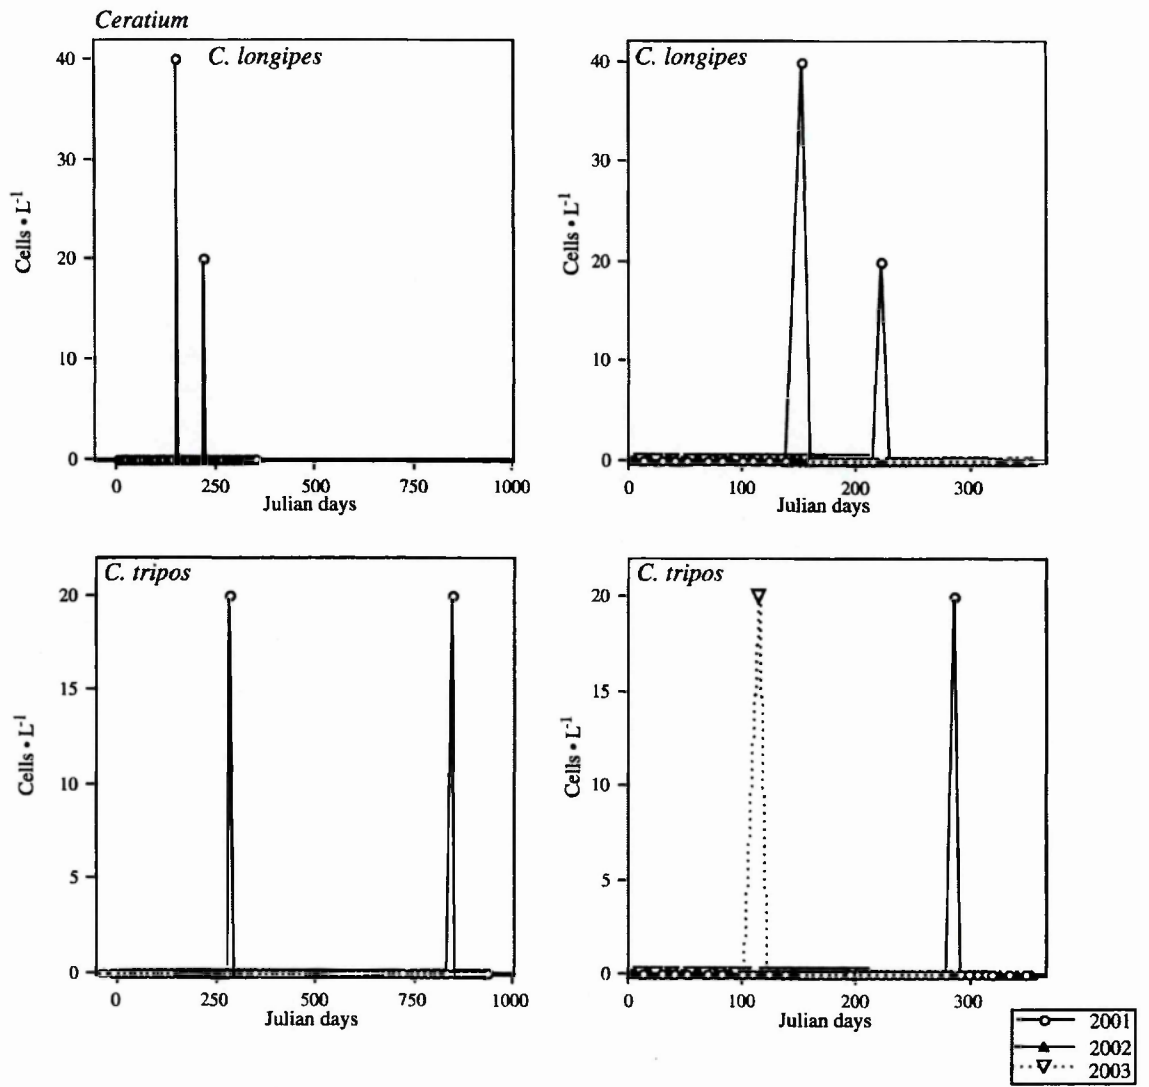 Ceratium
C. longipes
40
30
20
10
0
Cells • L⁻¹
0 250 500 750 1000
Julian days
C. longipes
40
30
20
10
0
Cells • L⁻¹
0 100 200 300
Julian days
C. tripos
20
15
10
5
0
Cells • L⁻¹
0 250 500 750 1000
Julian days
C. tripos
20
15
10
5
0
Cells • L⁻¹
0 100 200 300
Julian days
2001
2002
2003